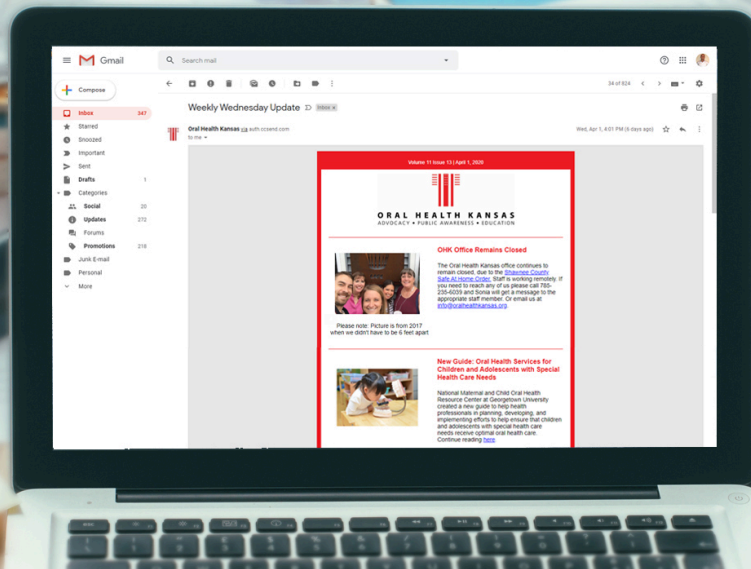 Gmail
Search mail
Compose
34 of 824
Inbox 347
Starred
Snoozed
Important
Sent
Drafts 1
Categories
Social 20
Updates 272
Forums
Promotions 218
Junk E-mail
Personal
More
Weekly Wednesday Update Inbox x
Oral Health Kansas via auth.ccsend.com
to me
Wed, Apr 1, 4:01 PM (6 days ago)
Volume 11 Issue 13 | April 1, 2020
ORAL HEALTH KANSAS
ADVOCACY • PUBLIC AWARENESS • EDUCATION
OHK Office Remains Closed
The Oral Health Kansas office continues to
remain closed, due to the Shawnee County
Safe At Home Order. Staff is working remotely. If
you need to reach any of us please call 785-
235-6039 and Sonia will get a message to the
appropriate staff member. Or email us at
info@oralhealthkansas.org.
Please note: Picture is from 2017
when we didn't have to be 6 feet apart
New Guide: Oral Health Services for
Children and Adolescents with Special
Health Care Needs
National Maternal and Child Oral Health
Resource Center at Georgetown University
created a new guide to help health
professionals in planning, developing, and
implementing efforts to help ensure that children
and adolescents with special health care
needs receive optimal oral health care.
Continue reading here.